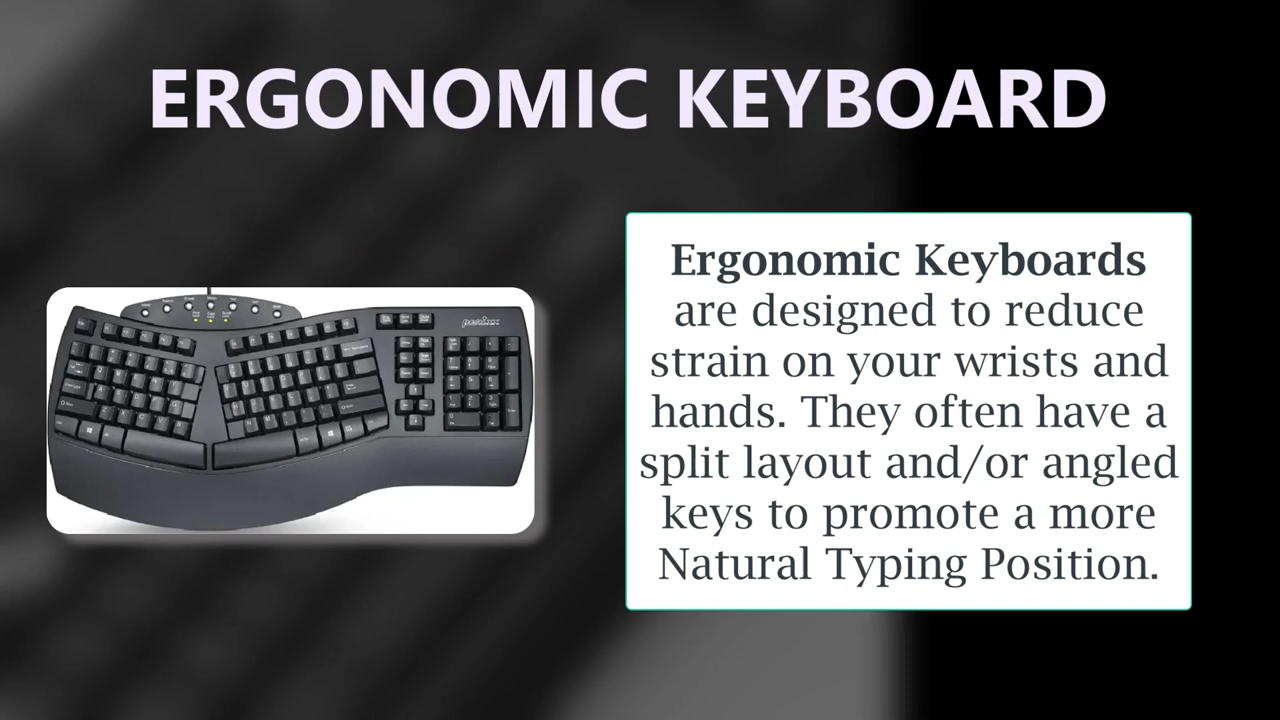 ERGONOMIC KEYBOARD
perixx
Ergonomic Keyboards
are designed to reduce
strain on your wrists and
hands. They often have a
split layout and/or angled
keys to promote a more
Natural Typing Position.